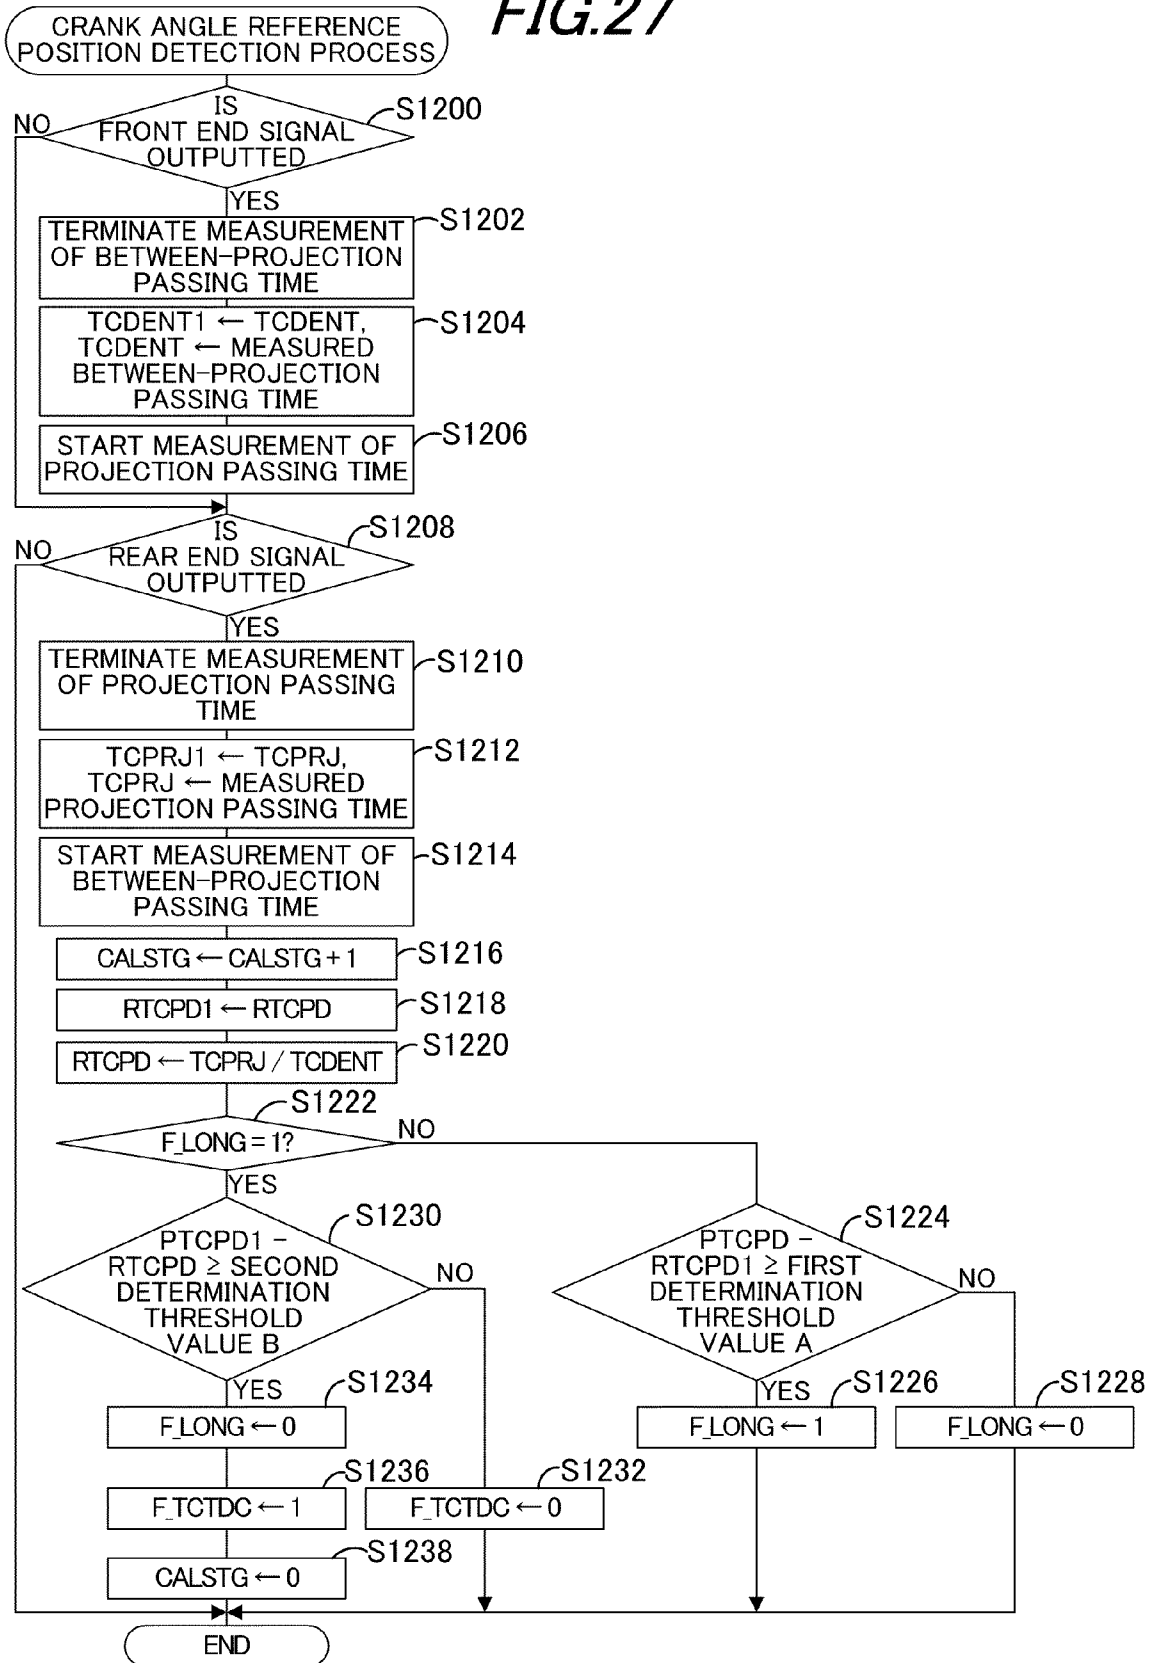 FIG.27
CRANK ANGLE REFERENCE
POSITION DETECTION PROCESS
IS
FRONT END SIGNAL
OUTPUTTED
S1200
NO
YES
TERMINATE MEASUREMENT
OF BETWEEN-PROJECTION
PASSING TIME
S1202
TCDENT1 ← TCDENT,
TCDENT ← MEASURED
BETWEEN-PROJECTION
PASSING TIME
S1204
START MEASUREMENT OF
PROJECTION PASSING TIME
S1206
IS
REAR END SIGNAL
OUTPUTTED
S1208
NO
YES
TERMINATE MEASUREMENT
OF PROJECTION PASSING
TIME
S1210
TCPRJ1 ← TCPRJ,
TCPRJ ← MEASURED
PROJECTION PASSING TIME
S1212
START MEASUREMENT OF
BETWEEN-PROJECTION
PASSING TIME
S1214
CALSTG ← CALSTG + 1
S1216
RTCPD1 ← RTCPD
S1218
RTCPD ← TCPRJ / TCDENT
S1220
F_LONG = 1?
S1222
NO
YES
PTCPD1 -
RTCPD ≥ SECOND
DETERMINATION
THRESHOLD
VALUE B
S1230
NO
YES
PTCPD -
RTCPD1 ≥ FIRST
DETERMINATION
THRESHOLD
VALUE A
S1224
NO
YES
F_LONG ← 0
S1234
F_LONG ← 1
S1226
F_LONG ← 0
S1228
F_TCTDC ← 1
S1236
F_TCTDC ← 0
S1232
CALSTG ← 0
S1238
END